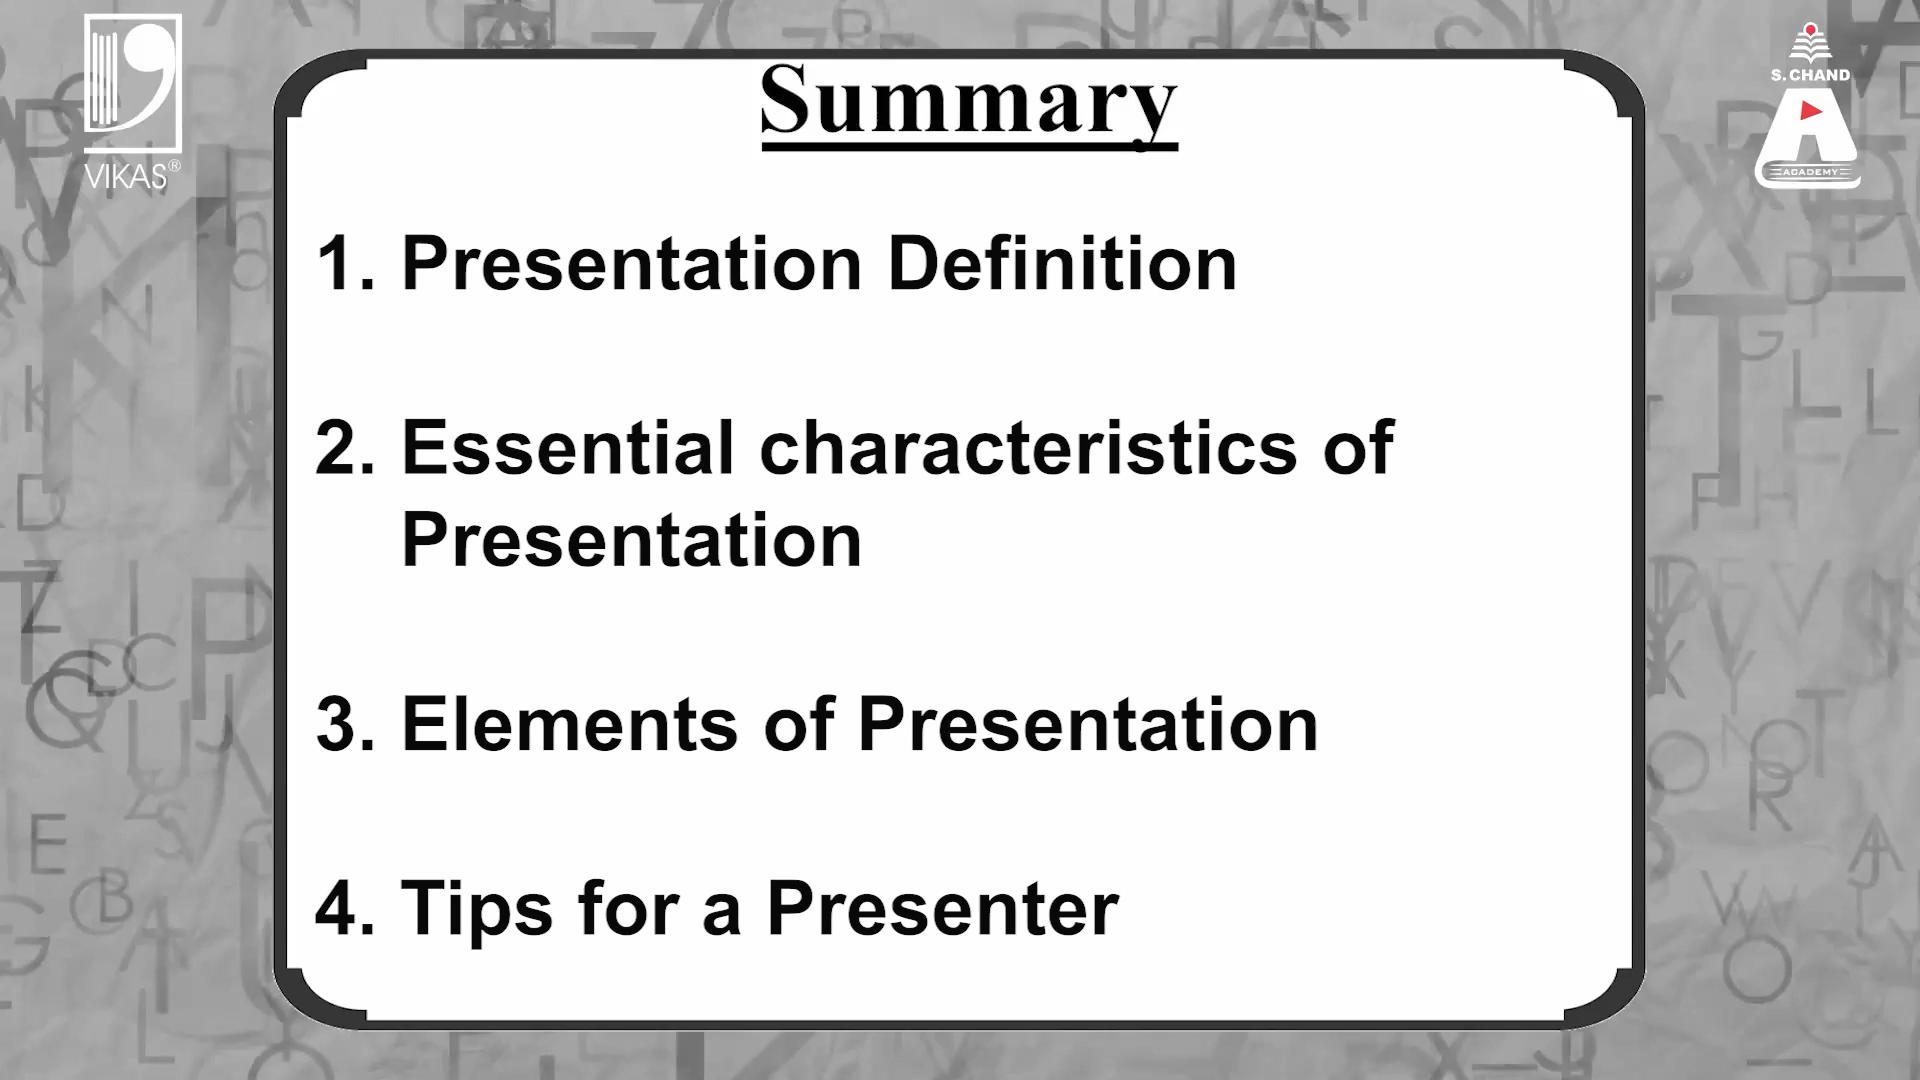 VIKAS®
S. CHAND
ACADEMY
Summary
1. Presentation Definition
2. Essential characteristics of
Presentation
3. Elements of Presentation
4. Tips for a Presenter